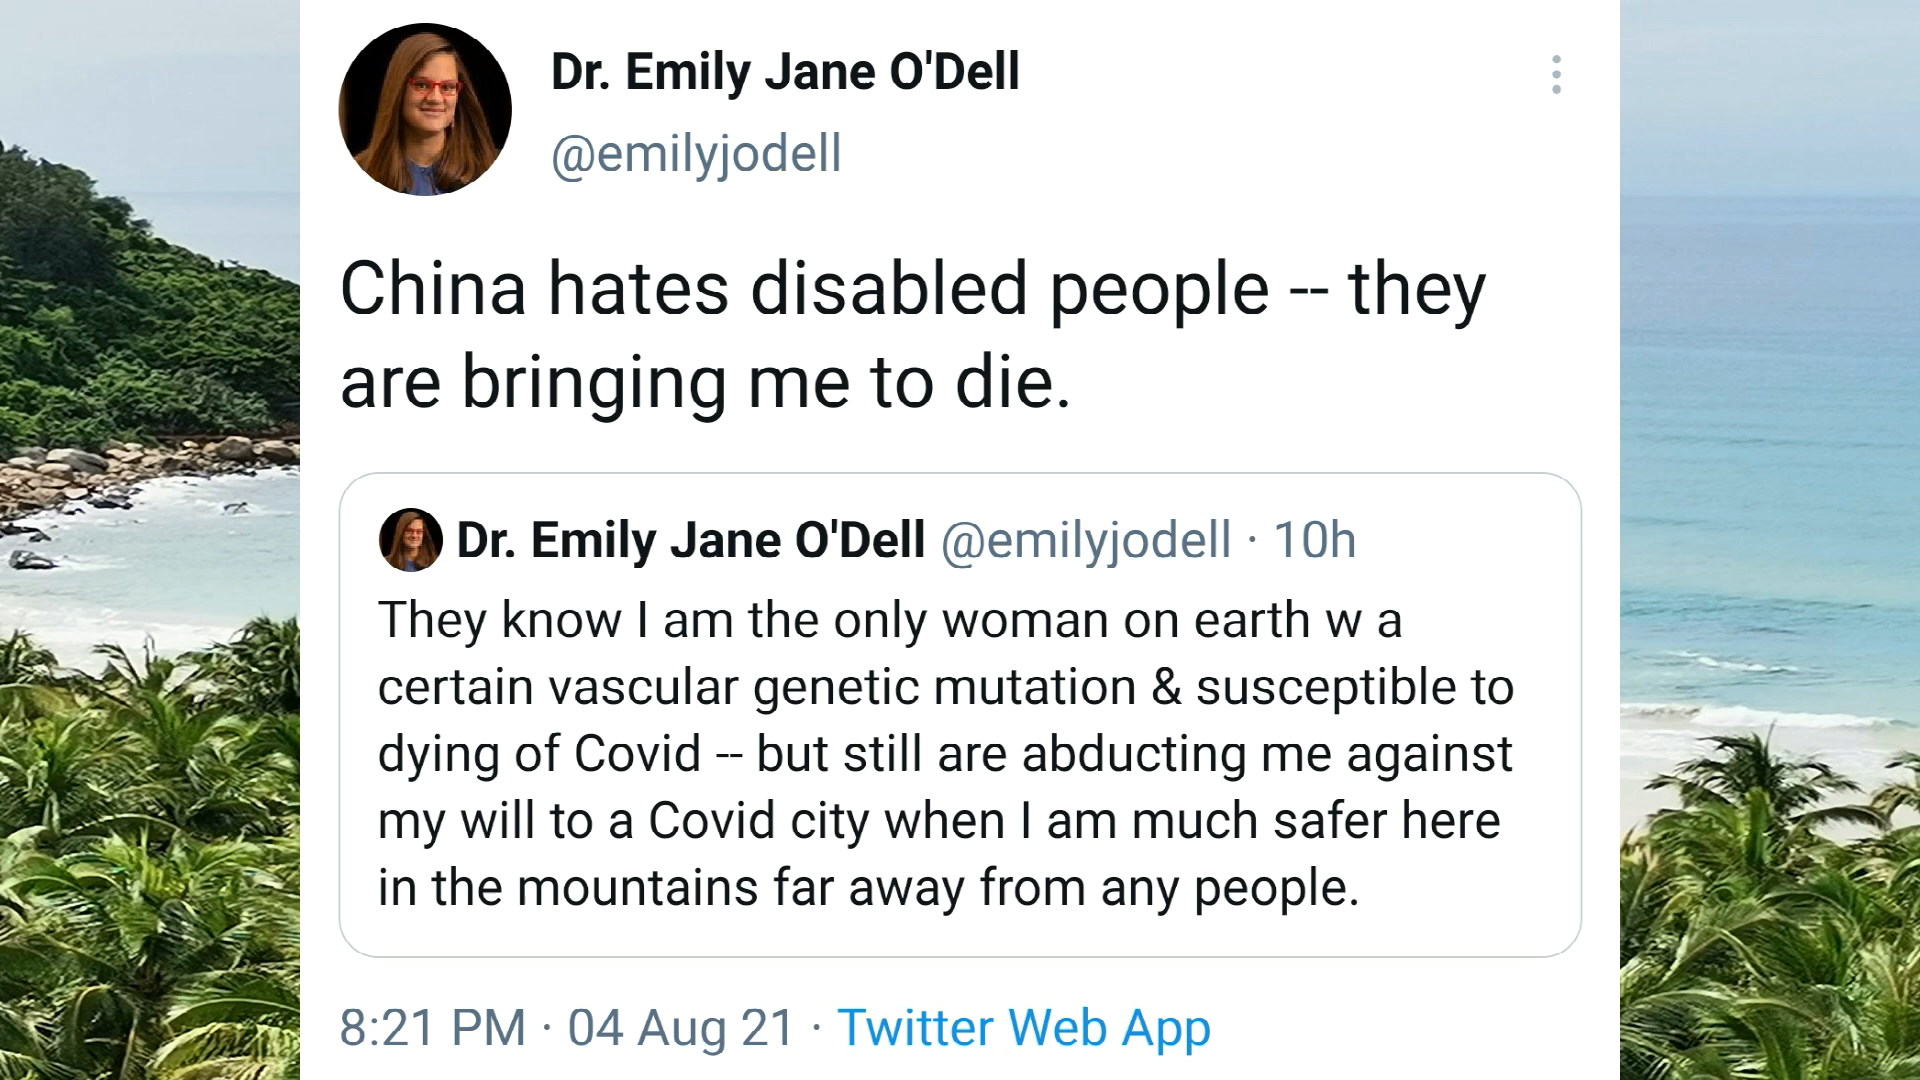 Dr. Emily Jane O'Dell
@emilyjodell
China hates disabled people -- they
are bringing me to die.
Dr. Emily Jane O'Dell @emilyjodell · 10h
They know I am the only woman on earth w a
certain vascular genetic mutation & susceptible to
dying of Covid -- but still are abducting me against
my will to a Covid city when I am much safer here
in the mountains far away from any people.
8:21 PM · 04 Aug 21 · Twitter Web App